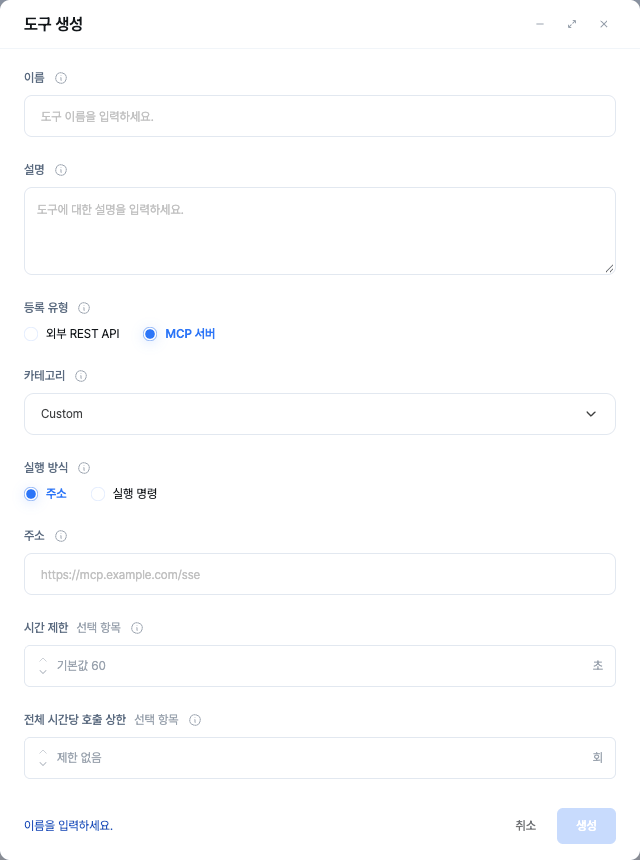 도구 생성
이름
도구 이름을 입력하세요.
설명
도구에 대한 설명을 입력하세요.
등록 유형
외부 REST API MCP 서버
카테고리
Custom
실행 방식
주소 실행 명령
주소
https://mcp.example.com/sse
시간 제한 선택 항목
기본값 60 초
전체 시간당 호출 상한 선택 항목
제한 없음 회
이름을 입력하세요. 취소 생성